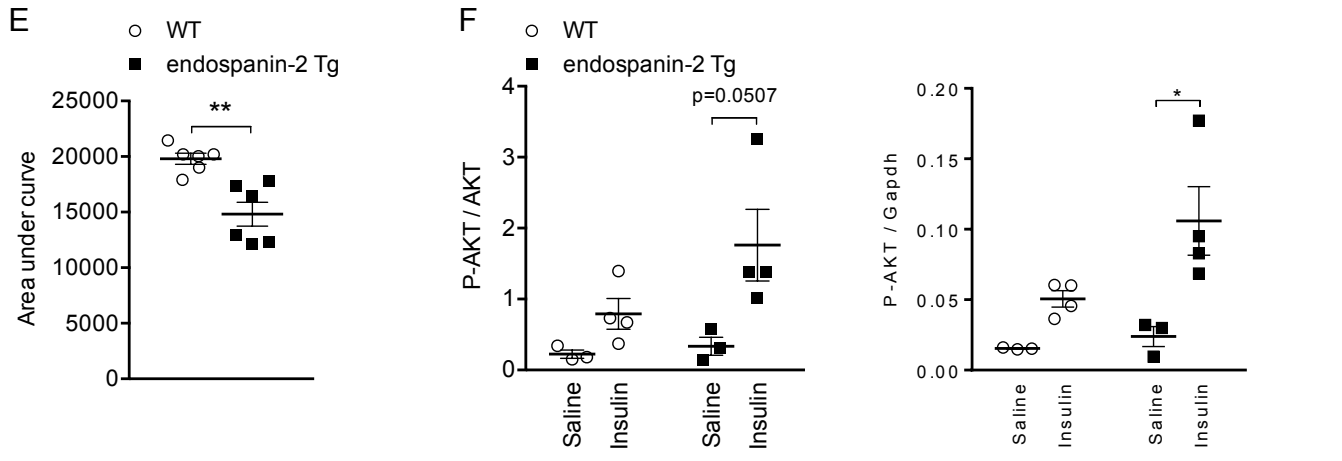 E
WT
endospanin-2 Tg
Area under curve
25000
20000
15000
10000
5000
0
**
F
WT
endospanin-2 Tg
P-AKT / AKT
4
3
2
1
0
p=0.0507
Saline
Insulin
Saline
Insulin
P-AKT / Gapdh
0.20
0.15
0.10
0.05
0.00
*
Saline
Insulin
Saline
Insulin